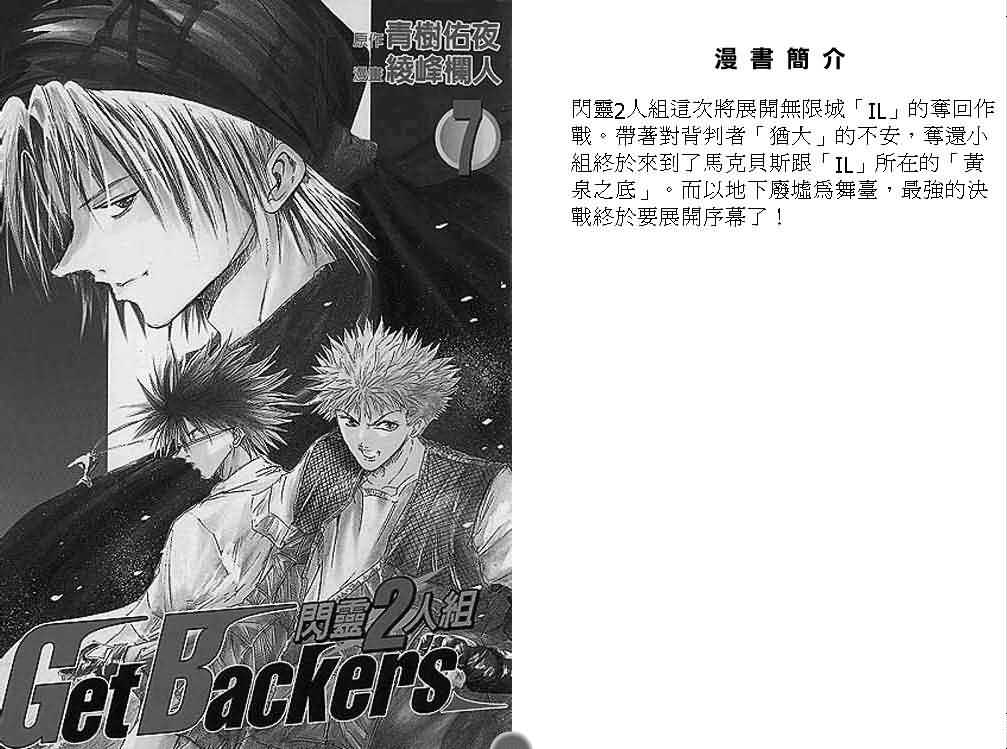 原作 青樹佑夜
漫畫 綾峰欄人
7
閃靈2人組
Get Backers
漫書簡介
閃靈2人組這次將展開無限城「IL」的奪回作
戰。帶著對背判者「猶大」的不安，奪還小
組終於來到了馬克貝斯跟「IL」所在的「黃
泉之底」。而以地下廢墟爲舞臺，最強的決
戰終於要展開序幕了！